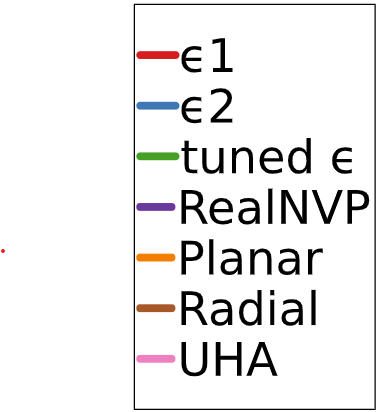 ϵ1
ϵ2
tuned ϵ
RealNVP
Planar
Radial
UHA